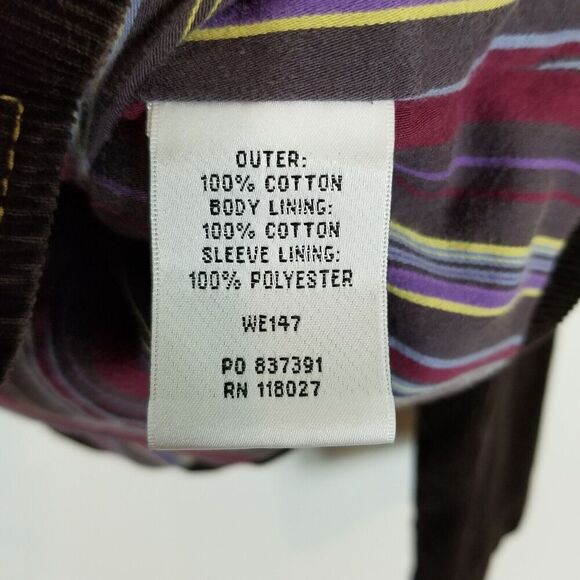 OUTER:
100% COTTON
BODY LINING:
100% COTTON
SLEEVE LINING:
100% POLYESTER
WE147
PO 837391
RN 118027